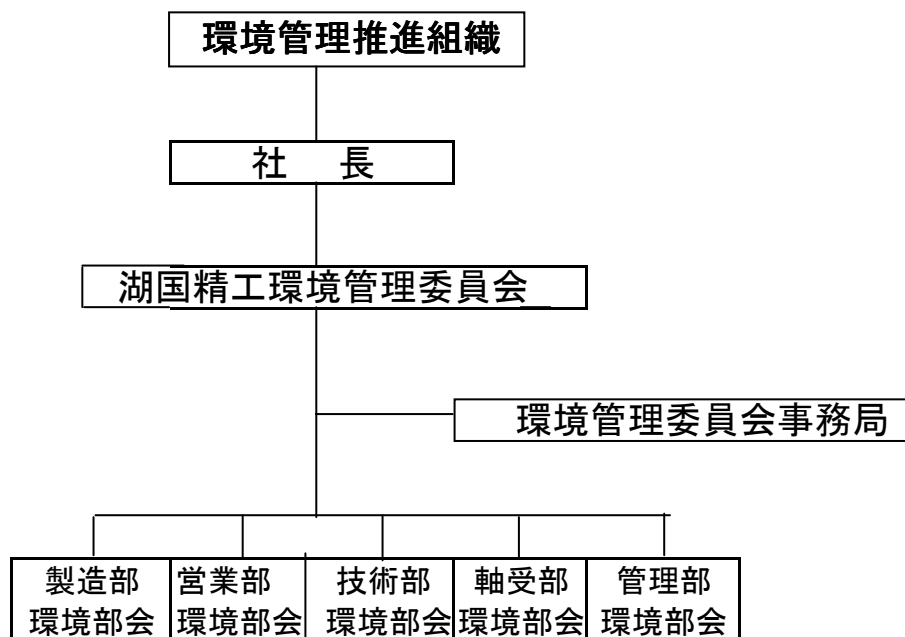 環境管理推進組織
社 長
湖国精工環境管理委員会
環境管理委員会事務局
製造部
環境部会
営業部
環境部会
技術部
環境部会
軸受部
環境部会
管理部
環境部会